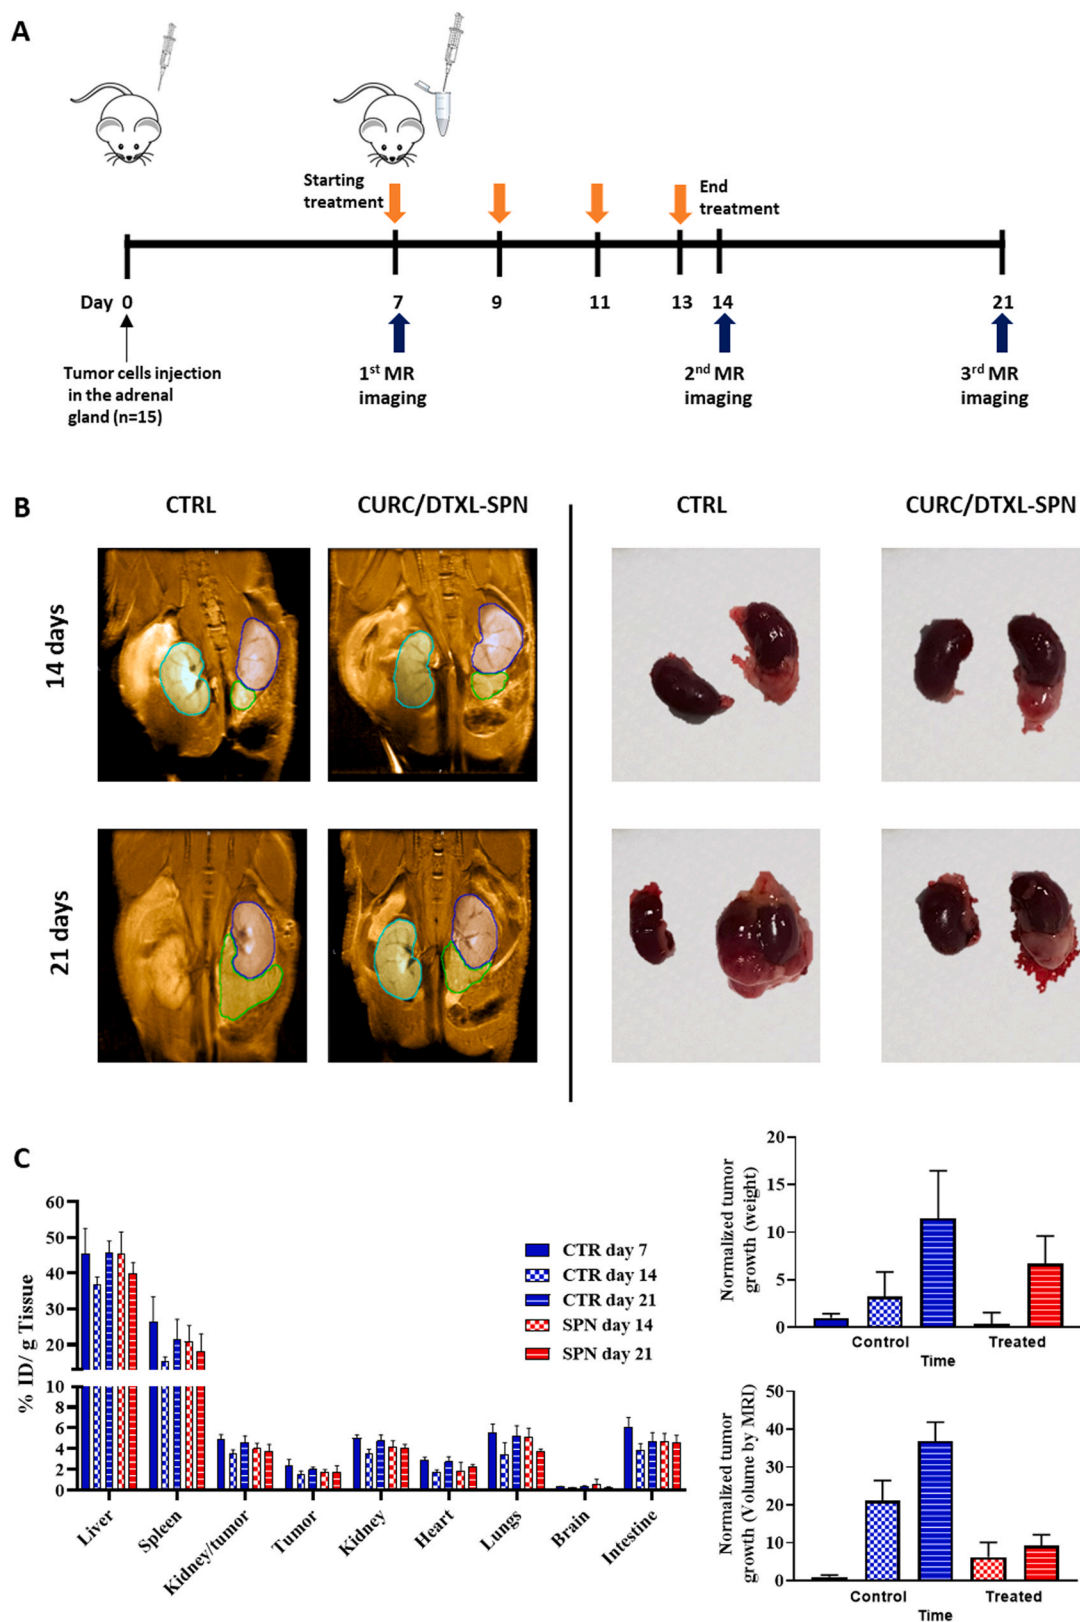 A
Starting
treatment
End
treatment
Day 0 7 9 11 13 14 21
Tumor cells injection
in the adrenal
gland (n=15)
1st MR
imaging
2nd MR
imaging
3rd MR
imaging
B
CTRL CURC/DTXL-SPN CTRL CURC/DTXL-SPN
14 days
21 days
C
% ID/ g Tissue
60
50
40
30
20
10
8
6
4
2
0
Liver Spleen Kidney/tumor Tumor Kidney Heart Lungs Brain Intestine
CTR day 7
CTR day 14
CTR day 21
SPN day 14
SPN day 21
Normalized tumor
growth (weight)
20
15
10
5
0
Control Treated
Time
Normalized tumor
growth (Volume by MRI)
50
40
30
20
10
0
Control Treated
Time